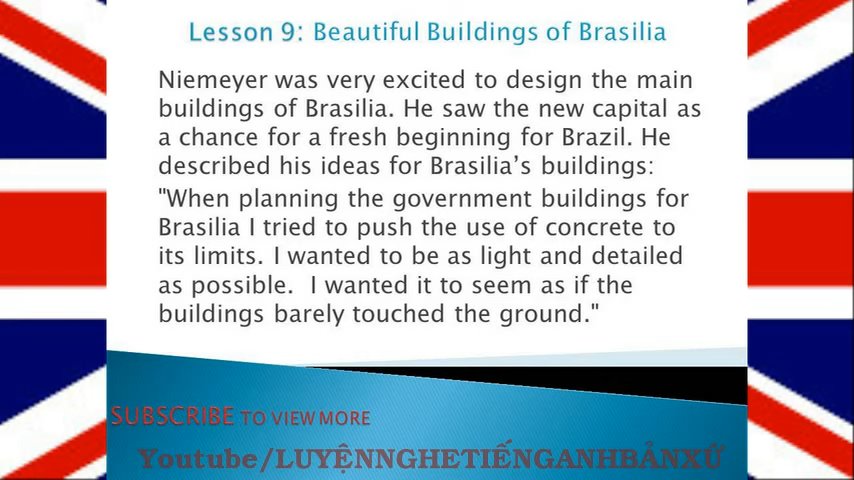 Lesson 9: Beautiful Buildings of Brasilia
Niemeyer was very excited to design the main
buildings of Brasilia. He saw the new capital as
a chance for a fresh beginning for Brazil. He
described his ideas for Brasilia’s buildings:
"When planning the government buildings for
Brasilia I tried to push the use of concrete to
its limits. I wanted to be as light and detailed
as possible.  I wanted it to seem as if the
buildings barely touched the ground."
SUBSCRIBE TO VIEW MORE
Youtube/LUYỆNNGHETIẾNGANHBẢNXỨ